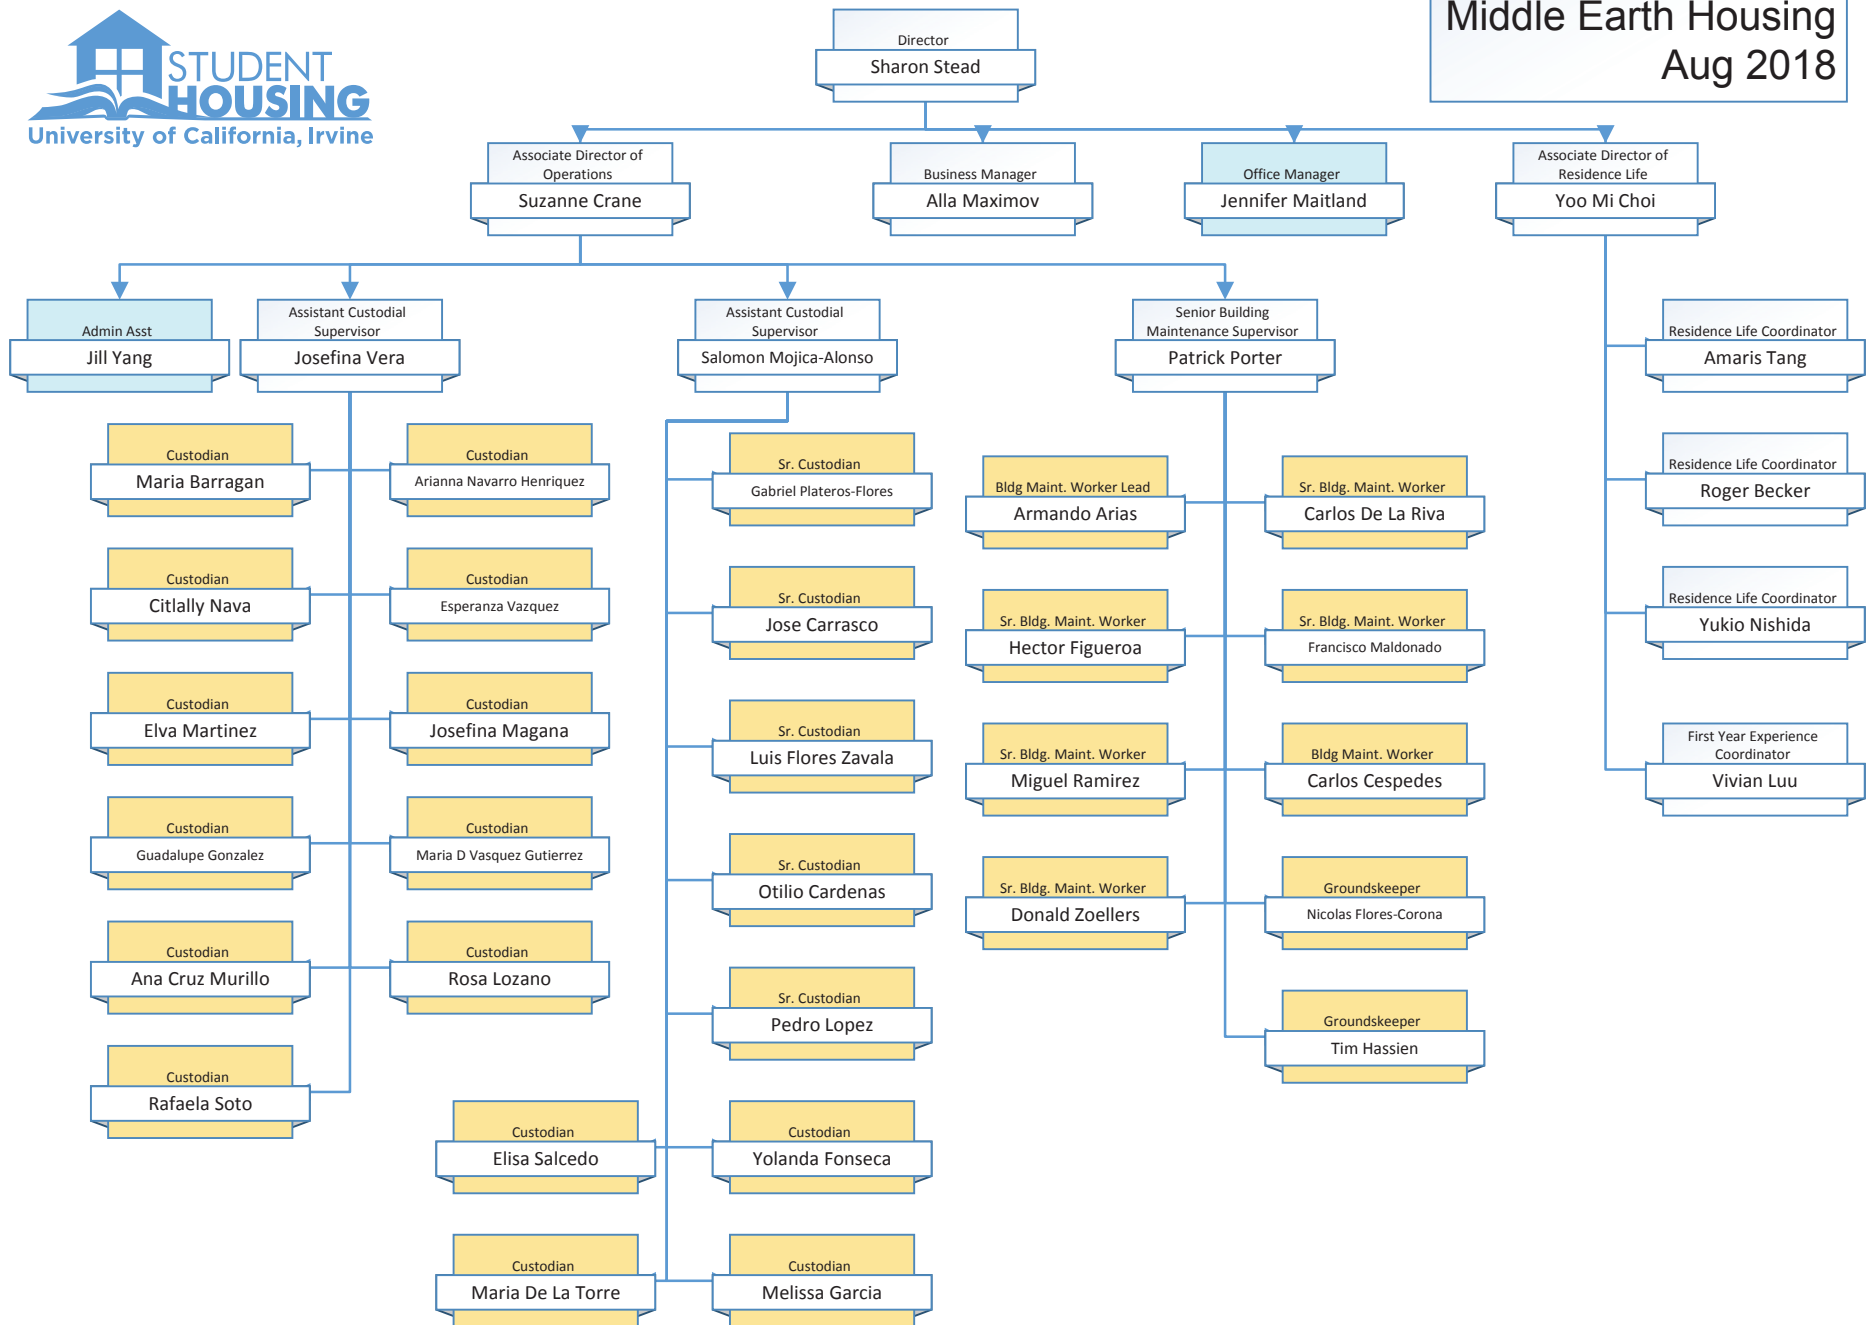 STUDENT
HOUSING
University of California, Irvine
Middle Earth Housing
Aug 2018
Director
Sharon Stead
Associate Director of
Operations
Suzanne Crane
Business Manager
Alla Maximov
Office Manager
Jennifer Maitland
Associate Director of
Residence Life
Yoo Mi Choi
Admin Asst
Jill Yang
Assistant Custodial
Supervisor
Josefina Vera
Assistant Custodial
Supervisor
Salomon Mojica-Alonso
Senior Building
Maintenance Supervisor
Patrick Porter
Residence Life Coordinator
Amaris Tang
Residence Life Coordinator
Roger Becker
Residence Life Coordinator
Yukio Nishida
First Year Experience
Coordinator
Vivian Luu
Custodian
Maria Barragan
Custodian
Arianna Navarro Henriquez
Custodian
Citlally Nava
Custodian
Esperanza Vazquez
Custodian
Elva Martinez
Custodian
Josefina Magana
Custodian
Guadalupe Gonzalez
Custodian
Maria D Vasquez Gutierrez
Custodian
Ana Cruz Murillo
Custodian
Rosa Lozano
Custodian
Rafaela Soto
Sr. Custodian
Gabriel Plateros-Flores
Sr. Custodian
Jose Carrasco
Sr. Custodian
Luis Flores Zavala
Sr. Custodian
Otilio Cardenas
Sr. Custodian
Pedro Lopez
Custodian
Elisa Salcedo
Custodian
Yolanda Fonseca
Custodian
Maria De La Torre
Custodian
Melissa Garcia
Bldg Maint. Worker Lead
Armando Arias
Sr. Bldg. Maint. Worker
Carlos De La Riva
Sr. Bldg. Maint. Worker
Hector Figueroa
Sr. Bldg. Maint. Worker
Francisco Maldonado
Sr. Bldg. Maint. Worker
Miguel Ramirez
Bldg Maint. Worker
Carlos Cespedes
Sr. Bldg. Maint. Worker
Donald Zoellers
Groundskeeper
Nicolas Flores-Corona
Groundskeeper
Tim Hassien